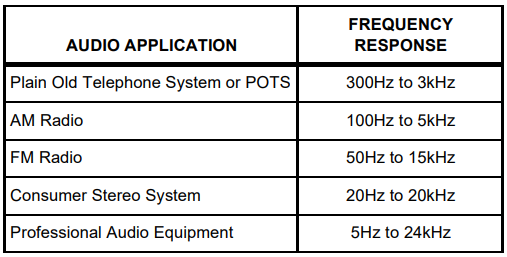 AUDIO APPLICATION
FREQUENCY
RESPONSE
Plain Old Telephone System or POTS 300Hz to 3kHz
AM Radio 100Hz to 5kHz
FM Radio 50Hz to 15kHz
Consumer Stereo System 20Hz to 20kHz
Professional Audio Equipment 5Hz to 24kHz